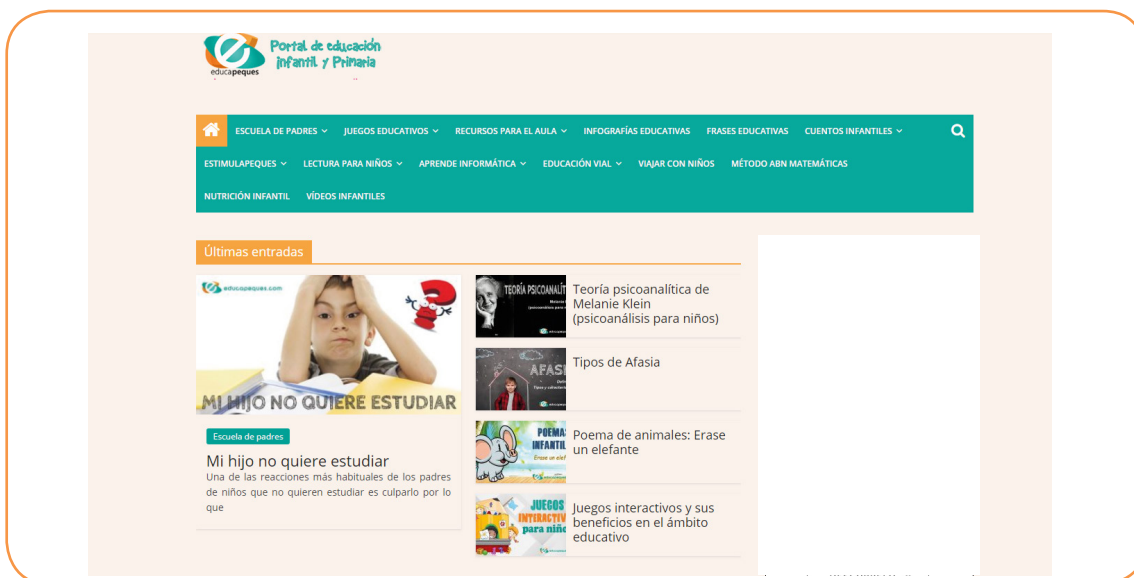 Portal de educación
infantil y Primaria
educapeques
ESCUELA DE PADRES JUEGOS EDUCATIVOS RECURSOS PARA EL AULA INFOGRAFÍAS EDUCATIVAS FRASES EDUCATIVAS CUENTOS INFANTILES
ESTIMULAPEQUES LECTURA PARA NIÑOS APRENDE INFORMÁTICA EDUCACIÓN VIAL VIAJAR CON NIÑOS MÉTODO ABN MATEMÁTICAS
NUTRICIÓN INFANTIL VÍDEOS INFANTILES
Últimas entradas
educapeques.com
MI HIJO NO QUIERE ESTUDIAR
Escuela de padres
Mi hijo no quiere estudiar
Una de las reacciones más habituales de los padres
de niños que no quieren estudiar es culparlo por lo
que
TEORÍA PSICOANALÍT
Teoría psicoanalítica de
Melanie Klein
(psicoanálisis para niños)
AFASI
Tipos de Afasia
POEMA
INFANTIL
Erase un elef
Poema de animales: Erase
un elefante
JUEGOS
INTERACTIV
para niño
Juegos interactivos y sus
beneficios en el ámbito
educativo